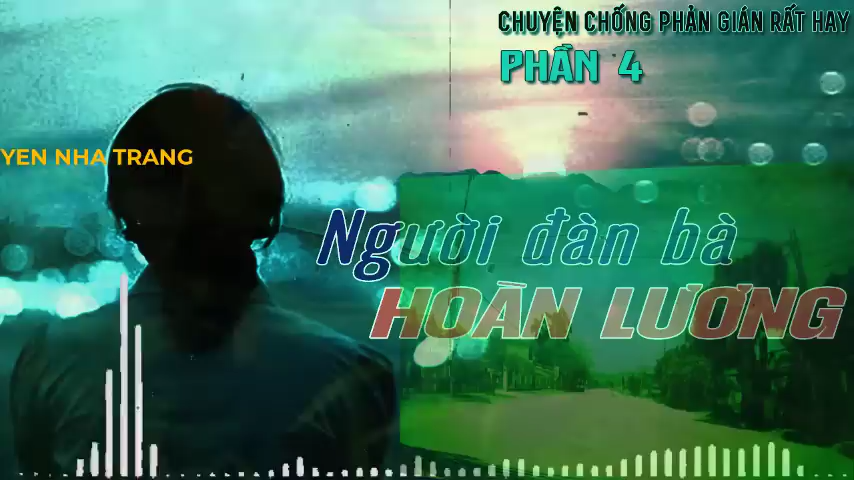 CHUYỆN CHỐNG PHẢN GIÁN RẤT HAY
PHẦN 4
YEN NHA TRANG
Người đàn bà
HOÀN LƯƠNG